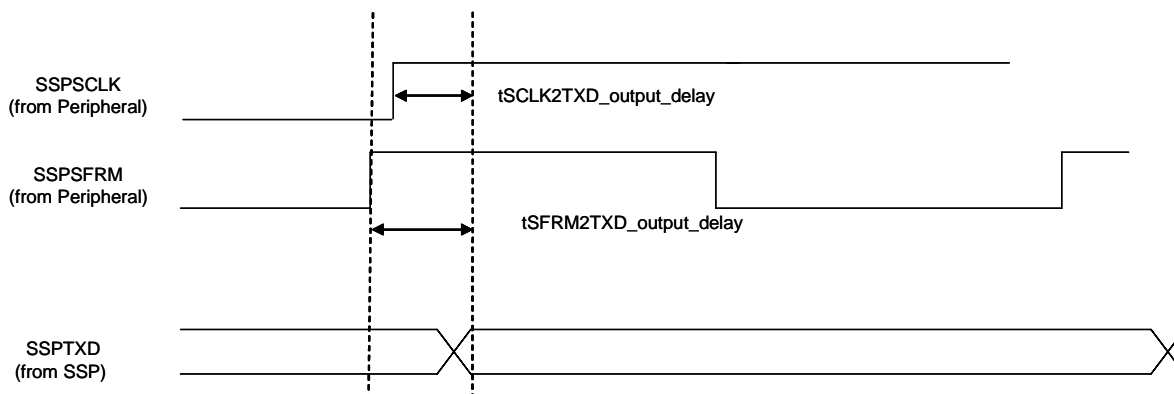 SSPSCLK
(from Peripheral)
tSCLK2TXD_output_delay
SSPSFRM
(from Peripheral)
tSFRM2TXD_output_delay
SSPTXD
(from SSP)